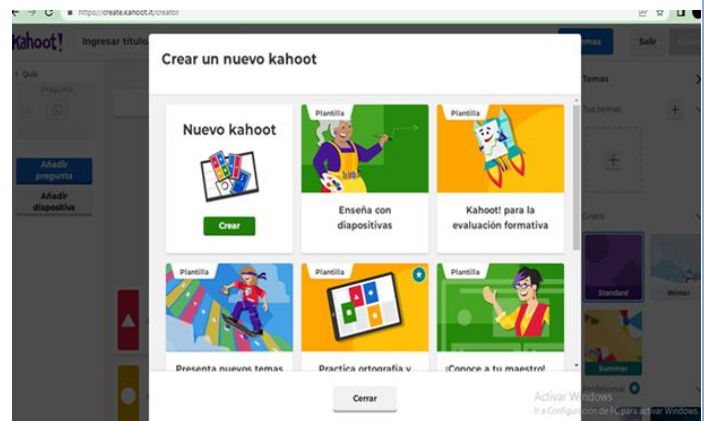 https://create.kahoot.it/creator
Kahoot!
Ingresar título
Salir
Crear un nuevo kahoot
1 Quiz
Pregunta
Añadir
pregunta
Añadir
diapositiva
Nuevo kahoot
Crear
Plantilla
Enseña con
diapositivas
Plantilla
Kahoot! para la
evaluación formativa
Plantilla
Presenta nuevos temas
Plantilla
Practica ortografía y
Plantilla
¡Conoce a tu maestro!
Cerrar
Temas
Tus temas
Gratis
Standard
Winter
Summer
Profesional
Activar Windows
Ir a Configuración de PC para activar Windows.